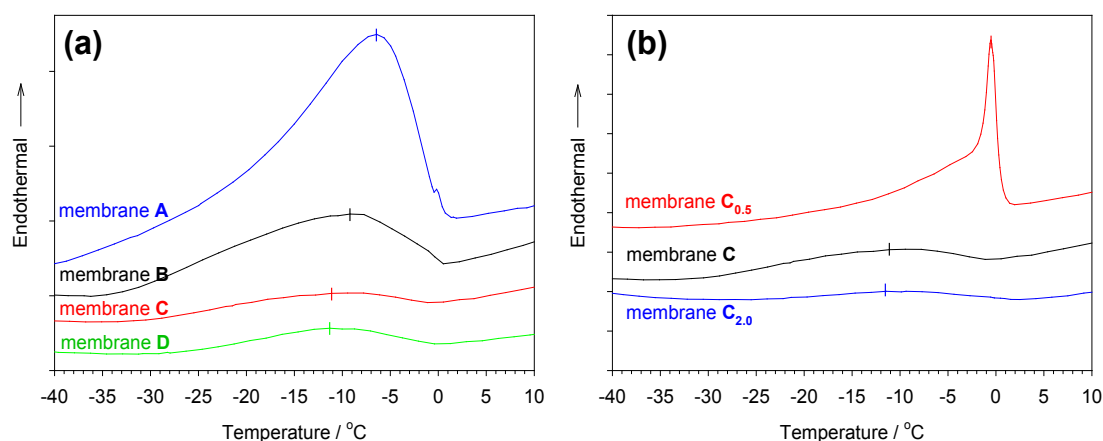 (a)
Endothermal
membrane A
membrane B
membrane C
membrane D
-40 -35 -30 -25 -20 -15 -10 -5 0 5 10
Temperature / °C
(b)
Endothermal
membrane C0.5
membrane C
membrane C2.0
-40 -35 -30 -25 -20 -15 -10 -5 0 5 10
Temperature / °C